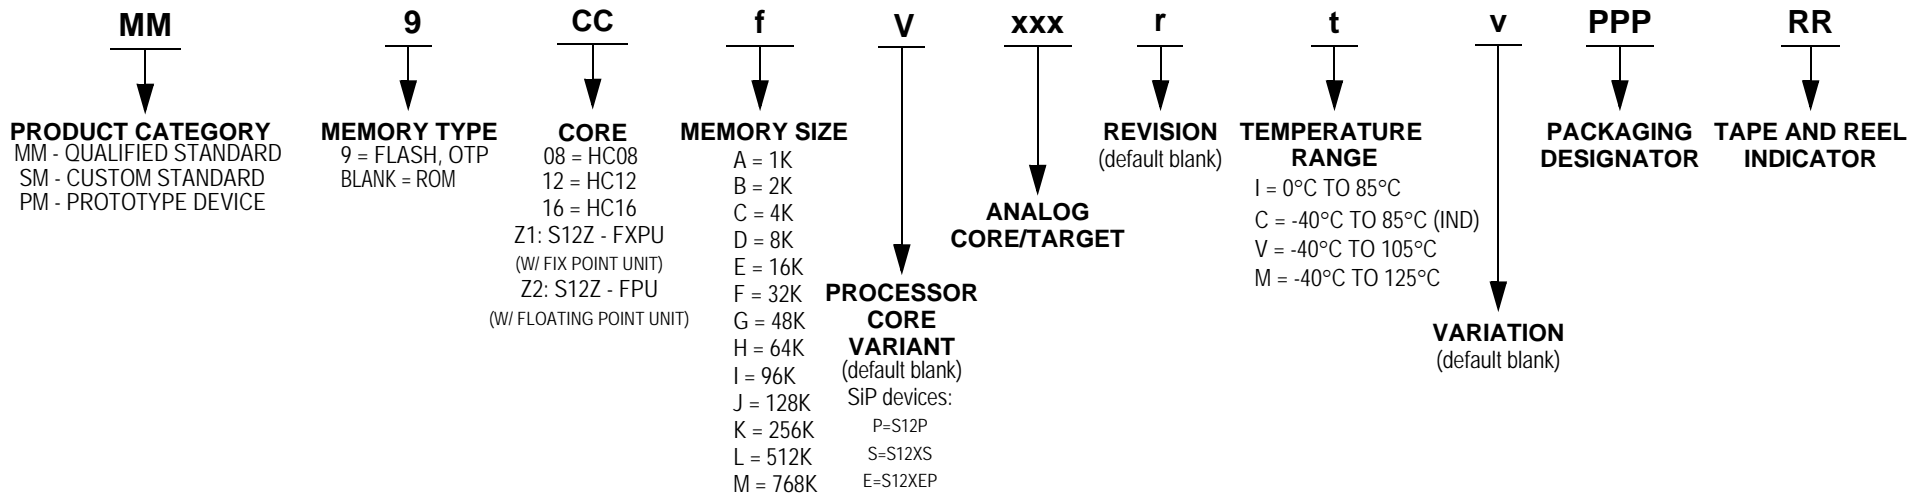 MM 9 CC f V xxx r t v PPP RR
PRODUCT CATEGORY
MM - QUALIFIED STANDARD
SM - CUSTOM STANDARD
PM - PROTOTYPE DEVICE
MEMORY TYPE
9 = FLASH, OTP
BLANK = ROM
CORE
08 = HC08
12 = HC12
16 = HC16
Z1: S12Z - FXPU
(W/ FIX POINT UNIT)
Z2: S12Z - FPU
(W/ FLOATING POINT UNIT)
MEMORY SIZE
A = 1K
B = 2K
C = 4K
D = 8K
E = 16K
F = 32K
G = 48K
H = 64K
I = 96K
J = 128K
K = 256K
L = 512K
M = 768K
PROCESSOR
CORE
VARIANT
(default blank)
SiP devices:
P=S12P
S=S12XS
E=S12XEP
ANALOG
CORE/TARGET
REVISION
(default blank)
TEMPERATURE
RANGE
I = 0°C TO 85°C
C = -40°C TO 85°C (IND)
V = -40°C TO 105°C
M = -40°C TO 125°C
VARIATION
(default blank)
PACKAGING
DESIGNATOR
TAPE AND REEL
INDICATOR